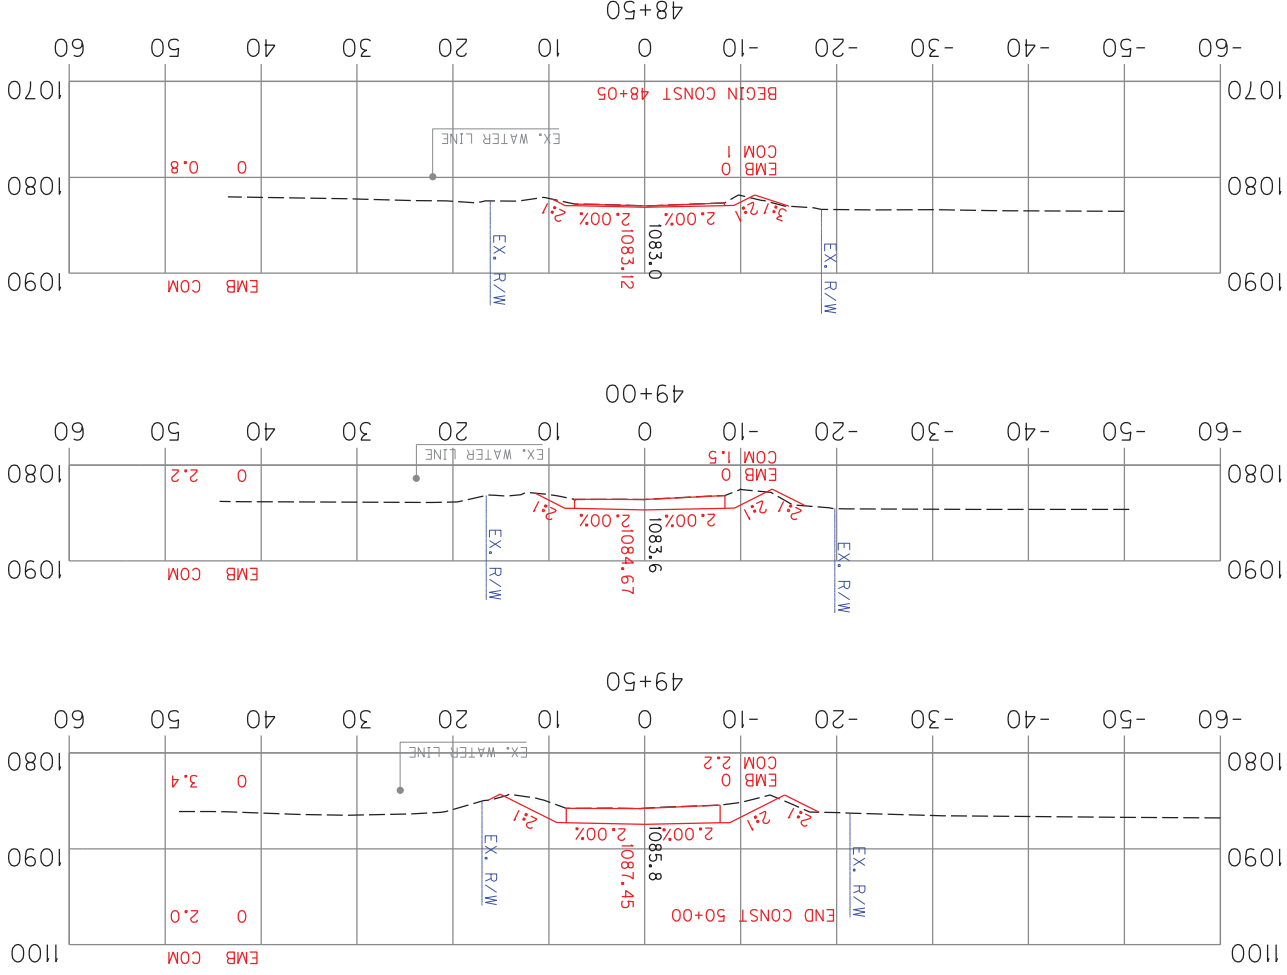 1100 EMB COM 1100
END CONST 50+00 0 2.0
EX. R/W
EX. R/W
1085.8
1087.45
1090 1090
2.00% 2.00%
2:1 2:1 2:1
EMB 0
COM 2.2
0 3.4
EX. WATER LINE
1080 1080
-60 -50 -40 -30 -20 -10 0 10 20 30 40 50 60
49+50
EMB COM
EX. R/W
EX. R/W
1083.6
1084.67
1090 1090
2.00% 2.00%
2:1 2:1 2:1
EMB 0
COM 1.5
0 2.2
EX. WATER LINE
1080 1080
-60 -50 -40 -30 -20 -10 0 10 20 30 40 50 60
49+00
EMB COM
1090 1090
EX. R/W
EX. R/W
1083.0
1083.12
2.00% 2.00%
3:1 2:1 2:1
EMB 0
COM 1
0 0.8
1080 1080
EX. WATER LINE
BEGIN CONST 48+05
1070 1070
-60 -50 -40 -30 -20 -10 0 10 20 30 40 50 60
48+50